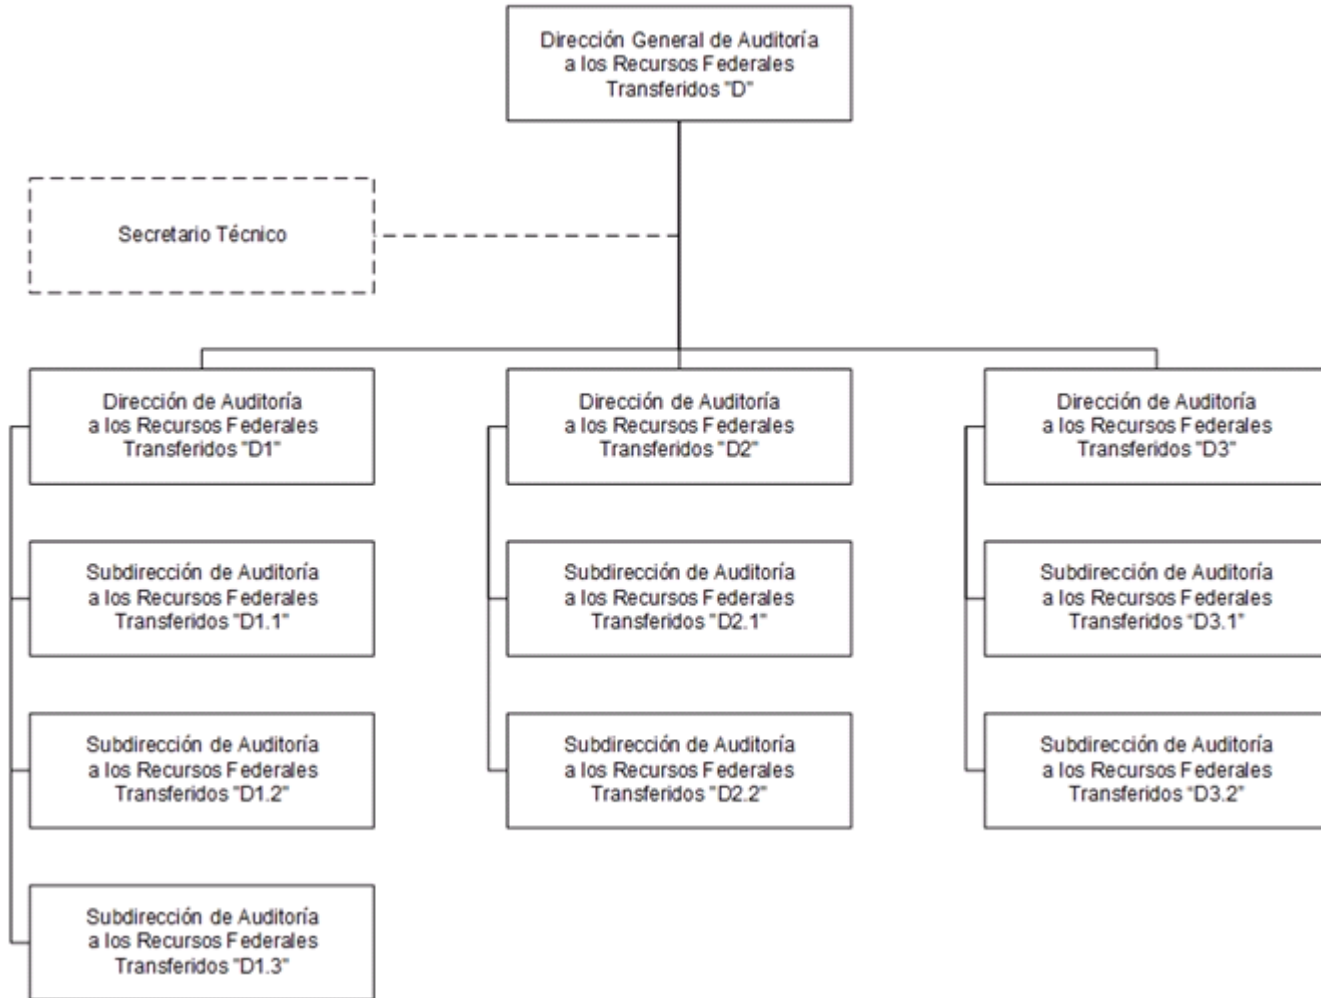 Dirección General de Auditoría
a los Recursos Federales
Transferidos "D"
Secretario Técnico
Dirección de Auditoría
a los Recursos Federales
Transferidos "D1"
Subdirección de Auditoría
a los Recursos Federales
Transferidos "D1.1"
Subdirección de Auditoría
a los Recursos Federales
Transferidos "D1.2"
Subdirección de Auditoría
a los Recursos Federales
Transferidos "D1.3"
Dirección de Auditoría
a los Recursos Federales
Transferidos "D2"
Subdirección de Auditoría
a los Recursos Federales
Transferidos "D2.1"
Subdirección de Auditoría
a los Recursos Federales
Transferidos "D2.2"
Dirección de Auditoría
a los Recursos Federales
Transferidos "D3"
Subdirección de Auditoría
a los Recursos Federales
Transferidos "D3.1"
Subdirección de Auditoría
a los Recursos Federales
Transferidos "D3.2"